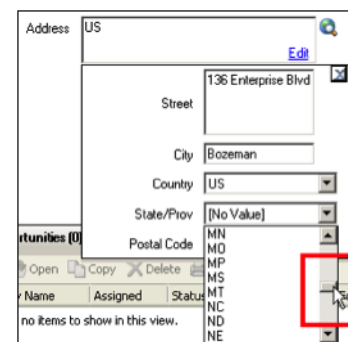 Address US
Edit
Street 136 Enterprise Blvd
City Bozeman
Country US
State/Prov [No Value]
Postal Code
MN
MO
MP
MS
MT
NC
ND
NE
rtunities (0)
Open Copy Delete
Name Assigned Status
no items to show in this view.